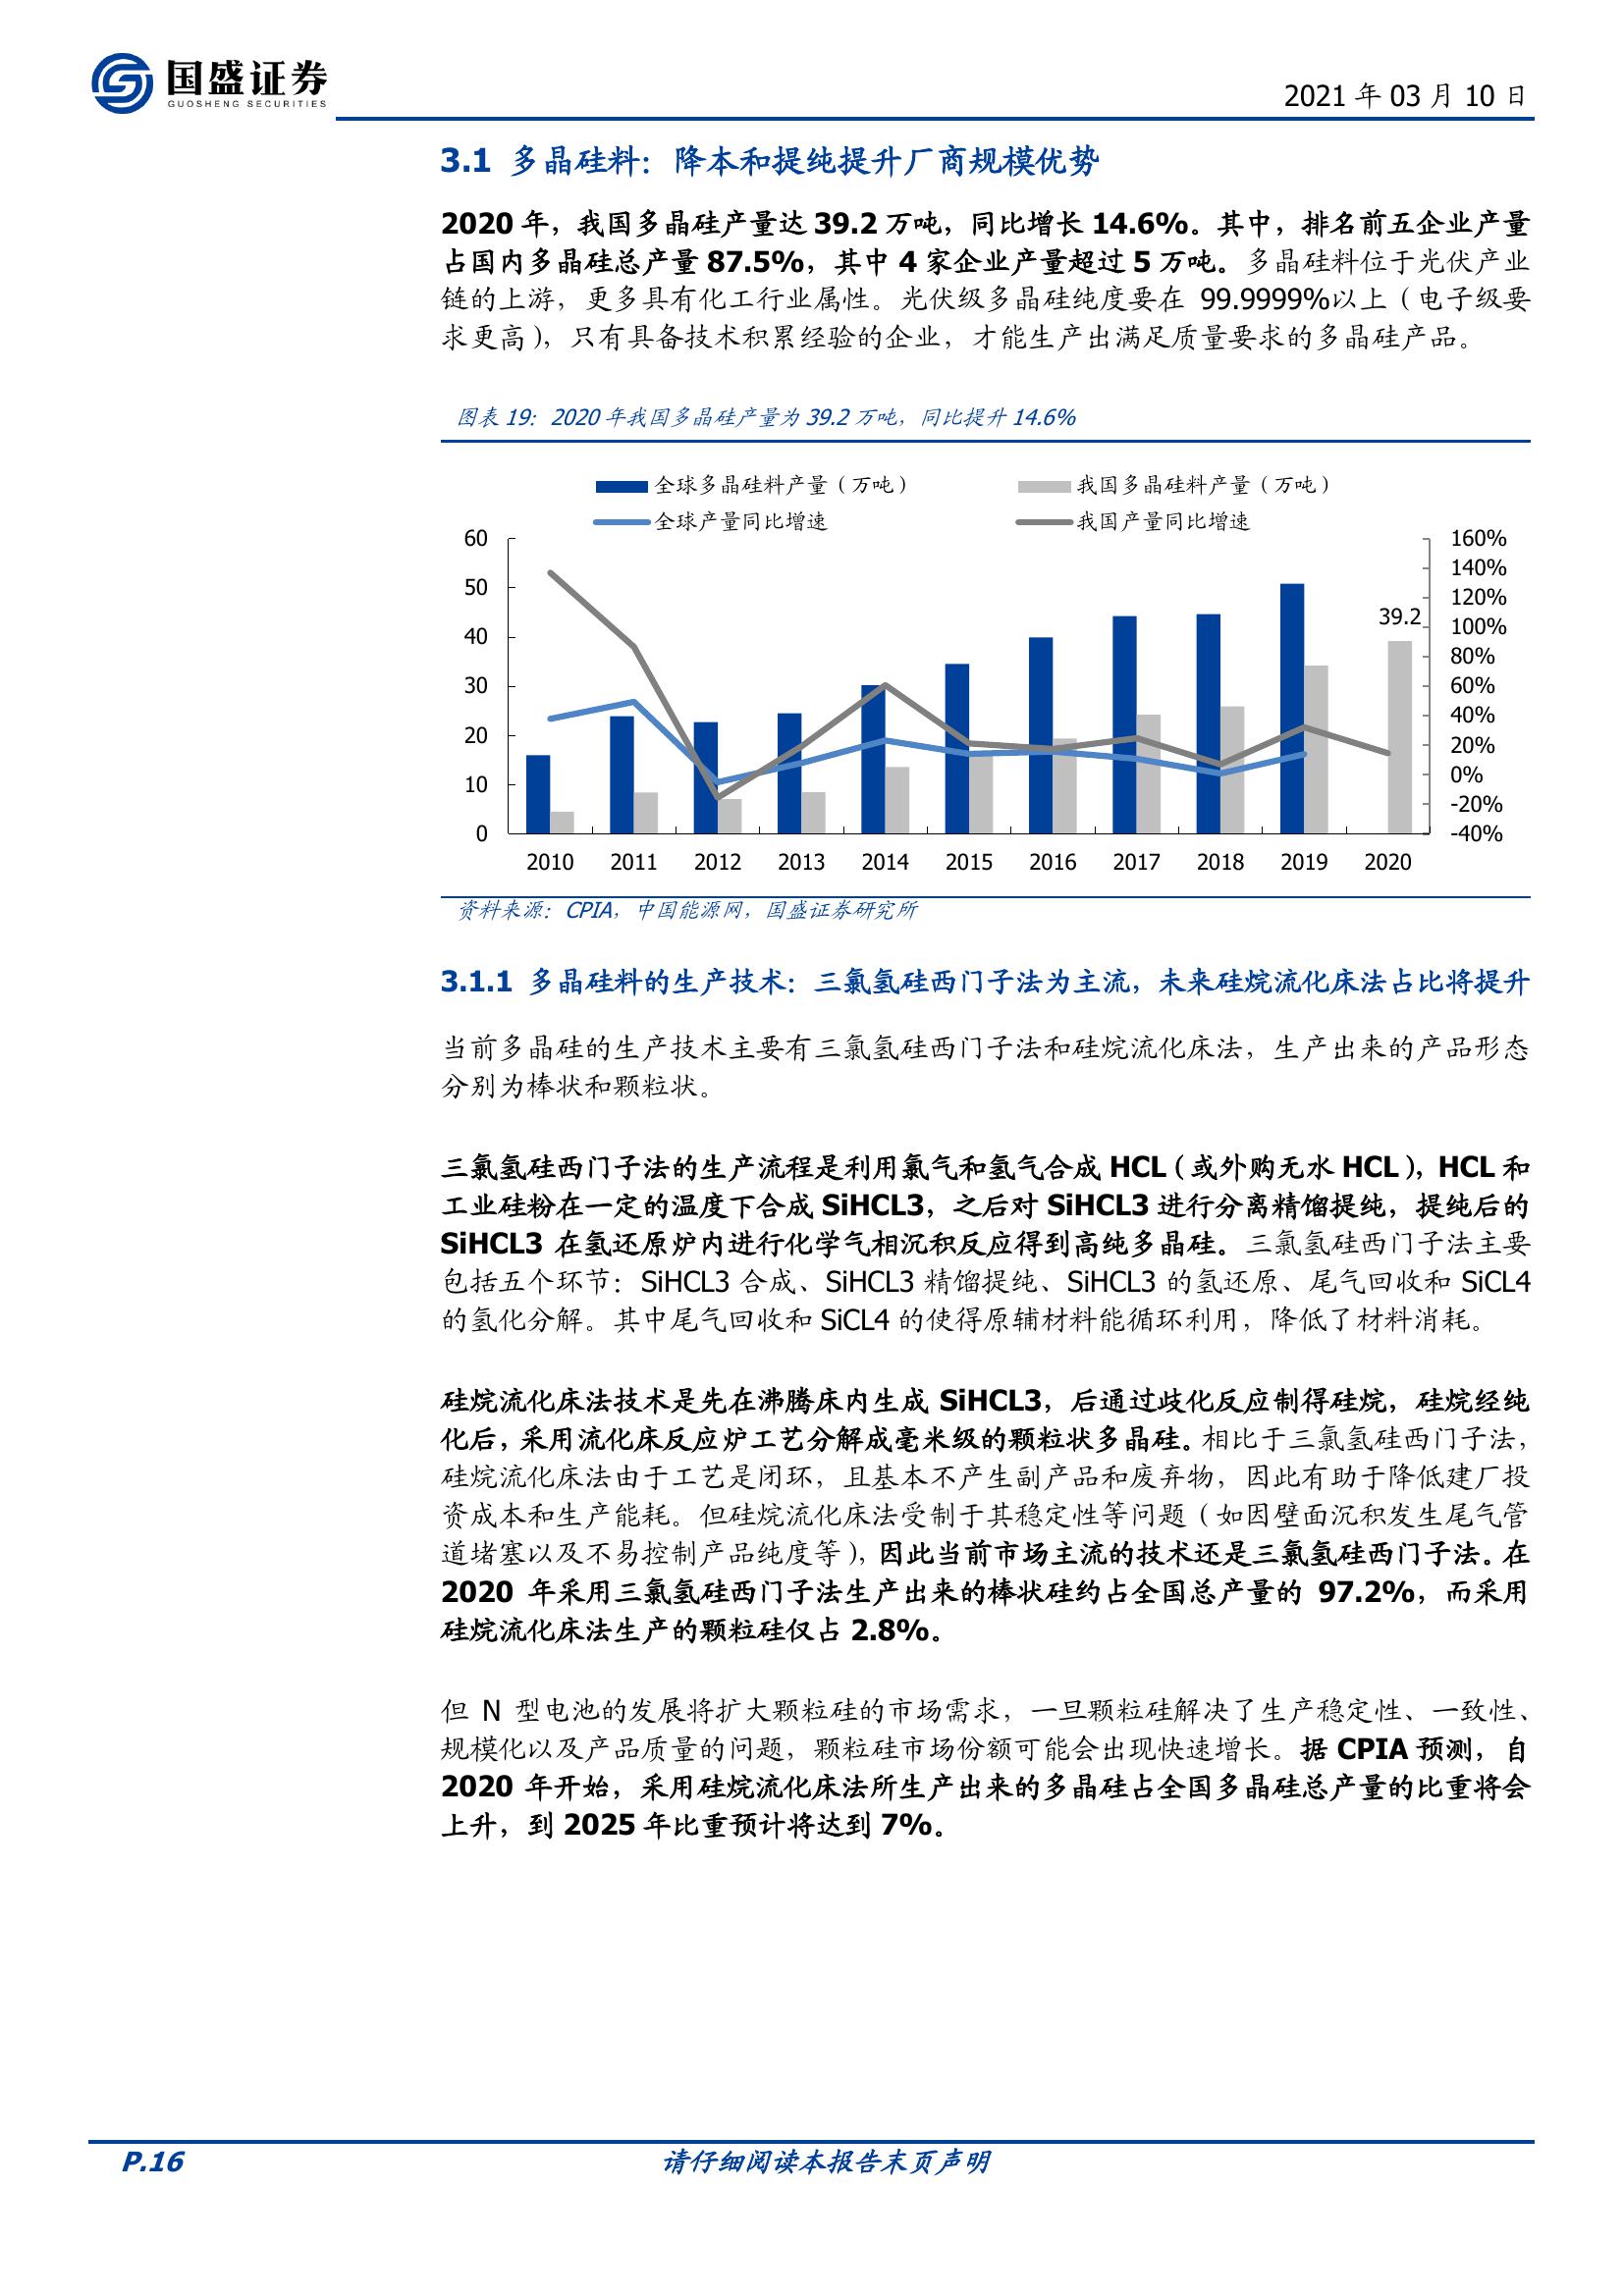 国盛证券
GUOSHENG SECURITIES
2021 年 03 月 10 日
3.1 多晶硅料：降本和提纯提升厂商规模优势
2020 年，我国多晶硅产量达 39.2 万吨，同比增长 14.6%。其中，排名前五企业产量
占国内多晶硅总产量 87.5%，其中 4 家企业产量超过 5 万吨。多晶硅料位于光伏产业
链的上游，更多具有化工行业属性。光伏级多晶硅纯度要在 99.9999%以上（电子级要
求更高），只有具备技术积累经验的企业，才能生产出满足质量要求的多晶硅产品。
图表 19：2020 年我国多晶硅产量为 39.2 万吨，同比提升 14.6%
全球多晶硅料产量（万吨） 我国多晶硅料产量（万吨）
全球产量同比增速 我国产量同比增速
60 160%
140%
50 120%
39.2
40 100%
80%
30 60%
40%
20 20%
10 0%
-20%
0 -40%
2010 2011 2012 2013 2014 2015 2016 2017 2018 2019 2020
资料来源：CPIA，中国能源网，国盛证券研究所
3.1.1 多晶硅料的生产技术：三氯氢硅西门子法为主流，未来硅烷流化床法占比将提升
当前多晶硅的生产技术主要有三氯氢硅西门子法和硅烷流化床法，生产出来的产品形态
分别为棒状和颗粒状。
三氯氢硅西门子法的生产流程是利用氯气和氢气合成 HCL（或外购无水 HCL），HCL 和
工业硅粉在一定的温度下合成 SiHCL3，之后对 SiHCL3 进行分离精馏提纯，提纯后的
SiHCL3 在氢还原炉内进行化学气相沉积反应得到高纯多晶硅。三氯氢硅西门子法主要
包括五个环节：SiHCL3 合成、SiHCL3 精馏提纯、SiHCL3 的氢还原、尾气回收和 SiCL4
的氢化分解。其中尾气回收和 SiCL4 的使得原辅材料能循环利用，降低了材料消耗。
硅烷流化床法技术是先在沸腾床内生成 SiHCL3，后通过歧化反应制得硅烷，硅烷经纯
化后，采用流化床反应炉工艺分解成毫米级的颗粒状多晶硅。相比于三氯氢硅西门子法，
硅烷流化床法由于工艺是闭环，且基本不产生副产品和废弃物，因此有助于降低建厂投
资成本和生产能耗。但硅烷流化床法受制于其稳定性等问题（如因壁面沉积发生尾气管
道堵塞以及不易控制产品纯度等），因此当前市场主流的技术还是三氯氢硅西门子法。在
2020 年采用三氯氢硅西门子法生产出来的棒状硅约占全国总产量的 97.2%，而采用
硅烷流化床法生产的颗粒硅仅占 2.8%。
但 N 型电池的发展将扩大颗粒硅的市场需求，一旦颗粒硅解决了生产稳定性、一致性、
规模化以及产品质量的问题，颗粒硅市场份额可能会出现快速增长。据 CPIA 预测，自
2020 年开始，采用硅烷流化床法所生产出来的多晶硅占全国多晶硅总产量的比重将会
上升，到 2025 年比重预计将达到 7%。
P.16 请仔细阅读本报告末页声明